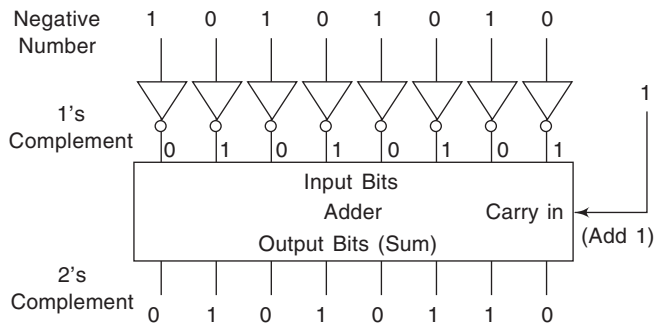 Negative Number 1 0 1 0 1 0 1 0
1's Complement 0 1 0 1 0 1 0 1
1
Input Bits
Adder Carry in
(Add 1)
Output Bits (Sum)
2's Complement 0 1 0 1 0 1 1 0